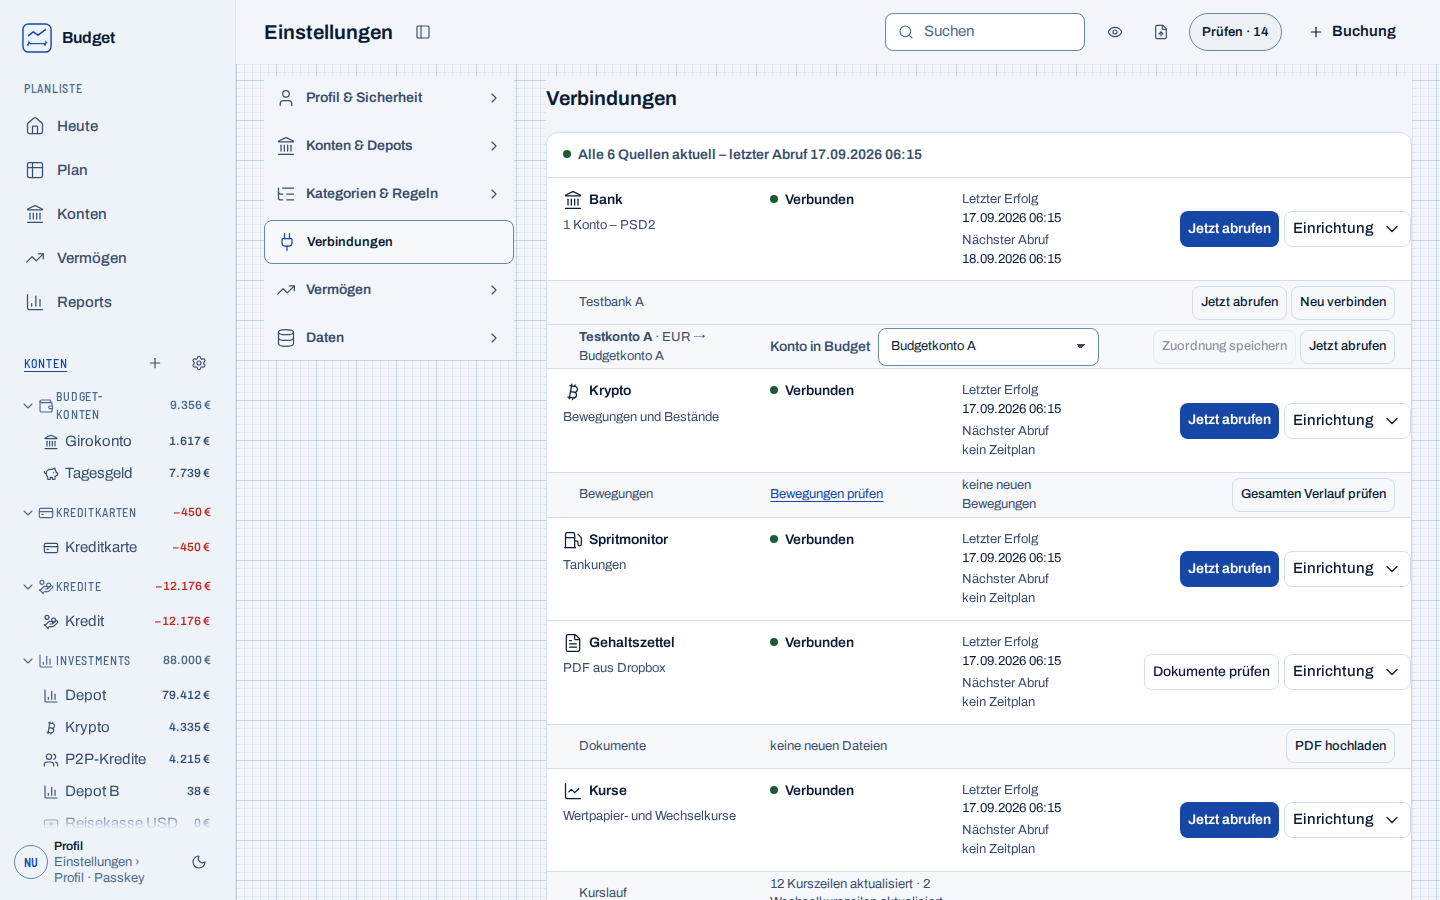 Budget
Einstellungen
Suchen
Prüfen · 14
Buchung
PLANLISTE
Heute
Plan
Konten
Vermögen
Reports
KONTEN
BUDGET-
KONTEN
9.356 €
Girokonto 1.617 €
Tagesgeld 7.739 €
KREDITKARTEN −450 €
Kreditkarte −450 €
KREDITE −12.176 €
Kredit −12.176 €
INVESTMENTS 88.000 €
Depot 79.412 €
Krypto 4.335 €
P2P-Kredite 4.215 €
Depot B 38 €
Reisekasse USD 0 €
NU
Profil
Einstellungen ›
Profil · Passkey
Profil & Sicherheit
Konten & Depots
Kategorien & Regeln
Verbindungen
Vermögen
Daten
Verbindungen
Alle 6 Quellen aktuell – letzter Abruf 17.09.2026 06:15
Bank
1 Konto – PSD2
Verbunden
Letzter Erfolg
17.09.2026 06:15
Nächster Abruf
18.09.2026 06:15
Jetzt abrufen
Einrichtung
Testbank A
Jetzt abrufen
Neu verbinden
Testkonto A · EUR →
Budgetkonto A
Konto in Budget
Budgetkonto A
Zuordnung speichern
Jetzt abrufen
Krypto
Bewegungen und Bestände
Verbunden
Letzter Erfolg
17.09.2026 06:15
Nächster Abruf
kein Zeitplan
Jetzt abrufen
Einrichtung
Bewegungen
Bewegungen prüfen
keine neuen
Bewegungen
Gesamten Verlauf prüfen
Spritmonitor
Tankungen
Verbunden
Letzter Erfolg
17.09.2026 06:15
Nächster Abruf
kein Zeitplan
Jetzt abrufen
Einrichtung
Gehaltszettel
PDF aus Dropbox
Verbunden
Letzter Erfolg
17.09.2026 06:15
Nächster Abruf
kein Zeitplan
Dokumente prüfen
Einrichtung
Dokumente
keine neuen Dateien
PDF hochladen
Kurse
Wertpapier- und Wechselkurse
Verbunden
Letzter Erfolg
17.09.2026 06:15
Nächster Abruf
kein Zeitplan
Jetzt abrufen
Einrichtung
Kurslauf
12 Kurszeilen aktualisiert · 2
Wechselkurszeilen aktualisiert